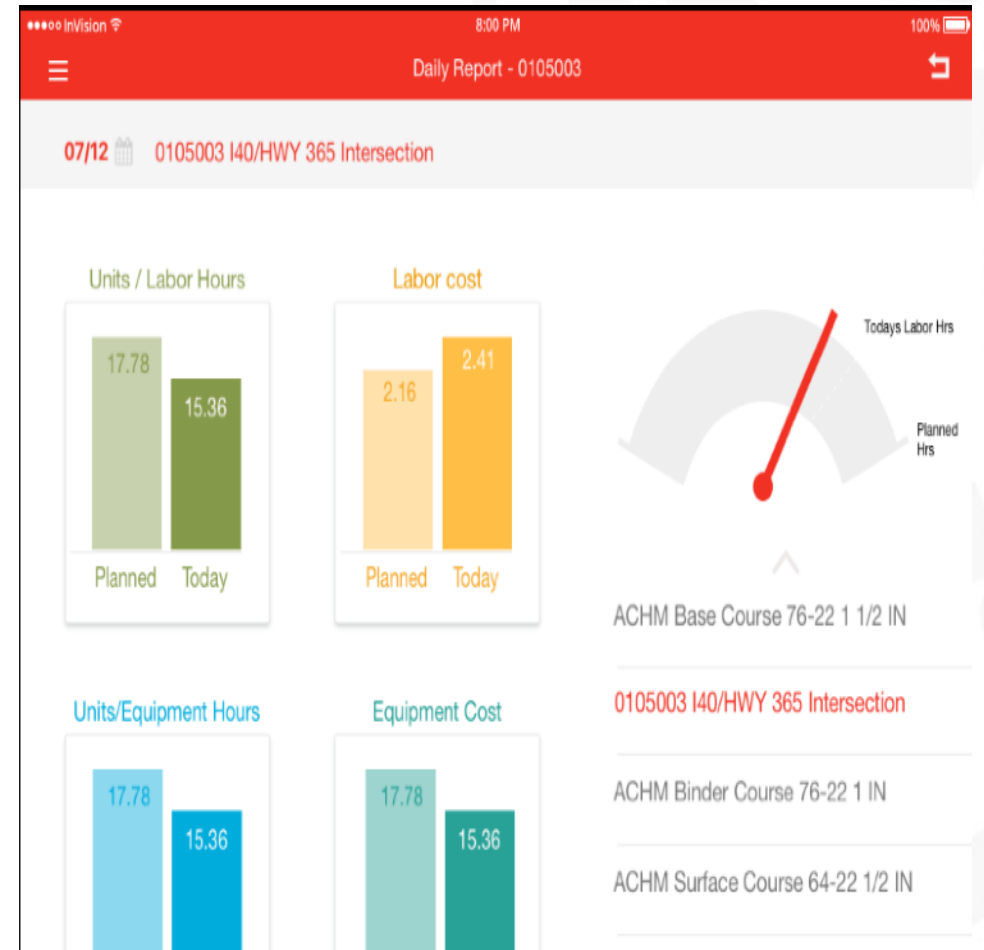 InVision 8:00 PM 100%
Daily Report - 0105003
07/12 0105003 I40/HWY 365 Intersection
Units / Labor Hours
17.78
15.36
Planned Today
Labor cost
2.16
2.41
Planned Today
Todays Labor Hrs
Planned
Hrs
Units/Equipment Hours
17.78
15.36
Equipment Cost
17.78
15.36
ACHM Base Course 76-22 1 1/2 IN
0105003 I40/HWY 365 Intersection
ACHM Binder Course 76-22 1 IN
ACHM Surface Course 64-22 1/2 IN